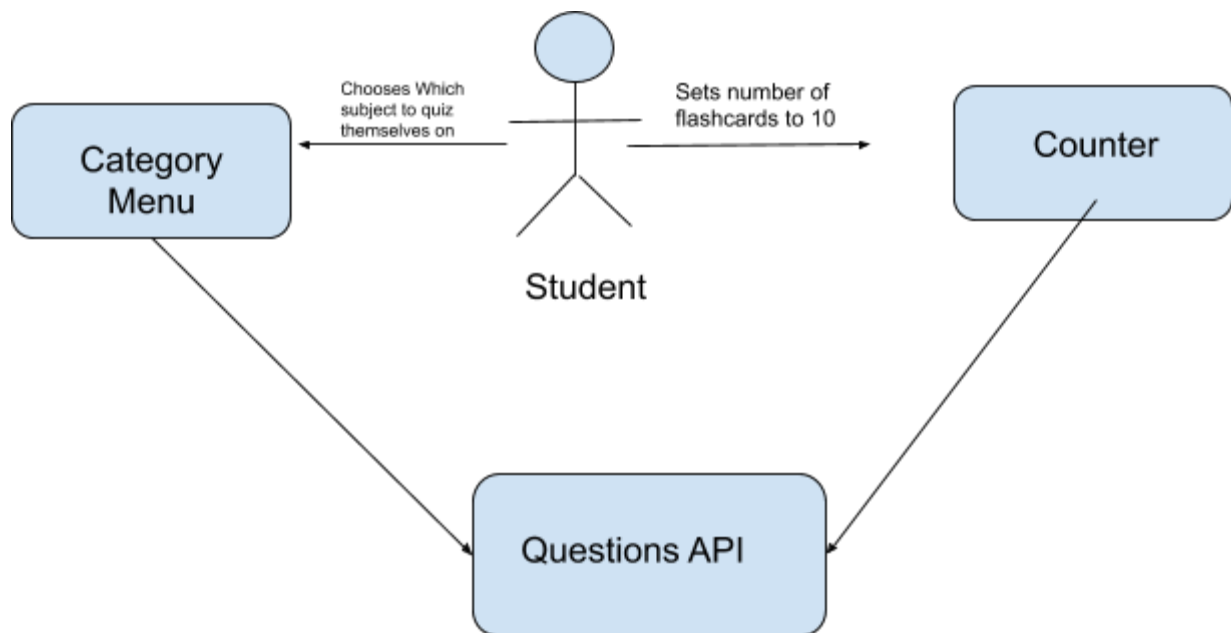 Chooses Which
subject to quiz
themselves on
Sets number of
flashcards to 10
Category
Menu
Counter
Student
Questions API